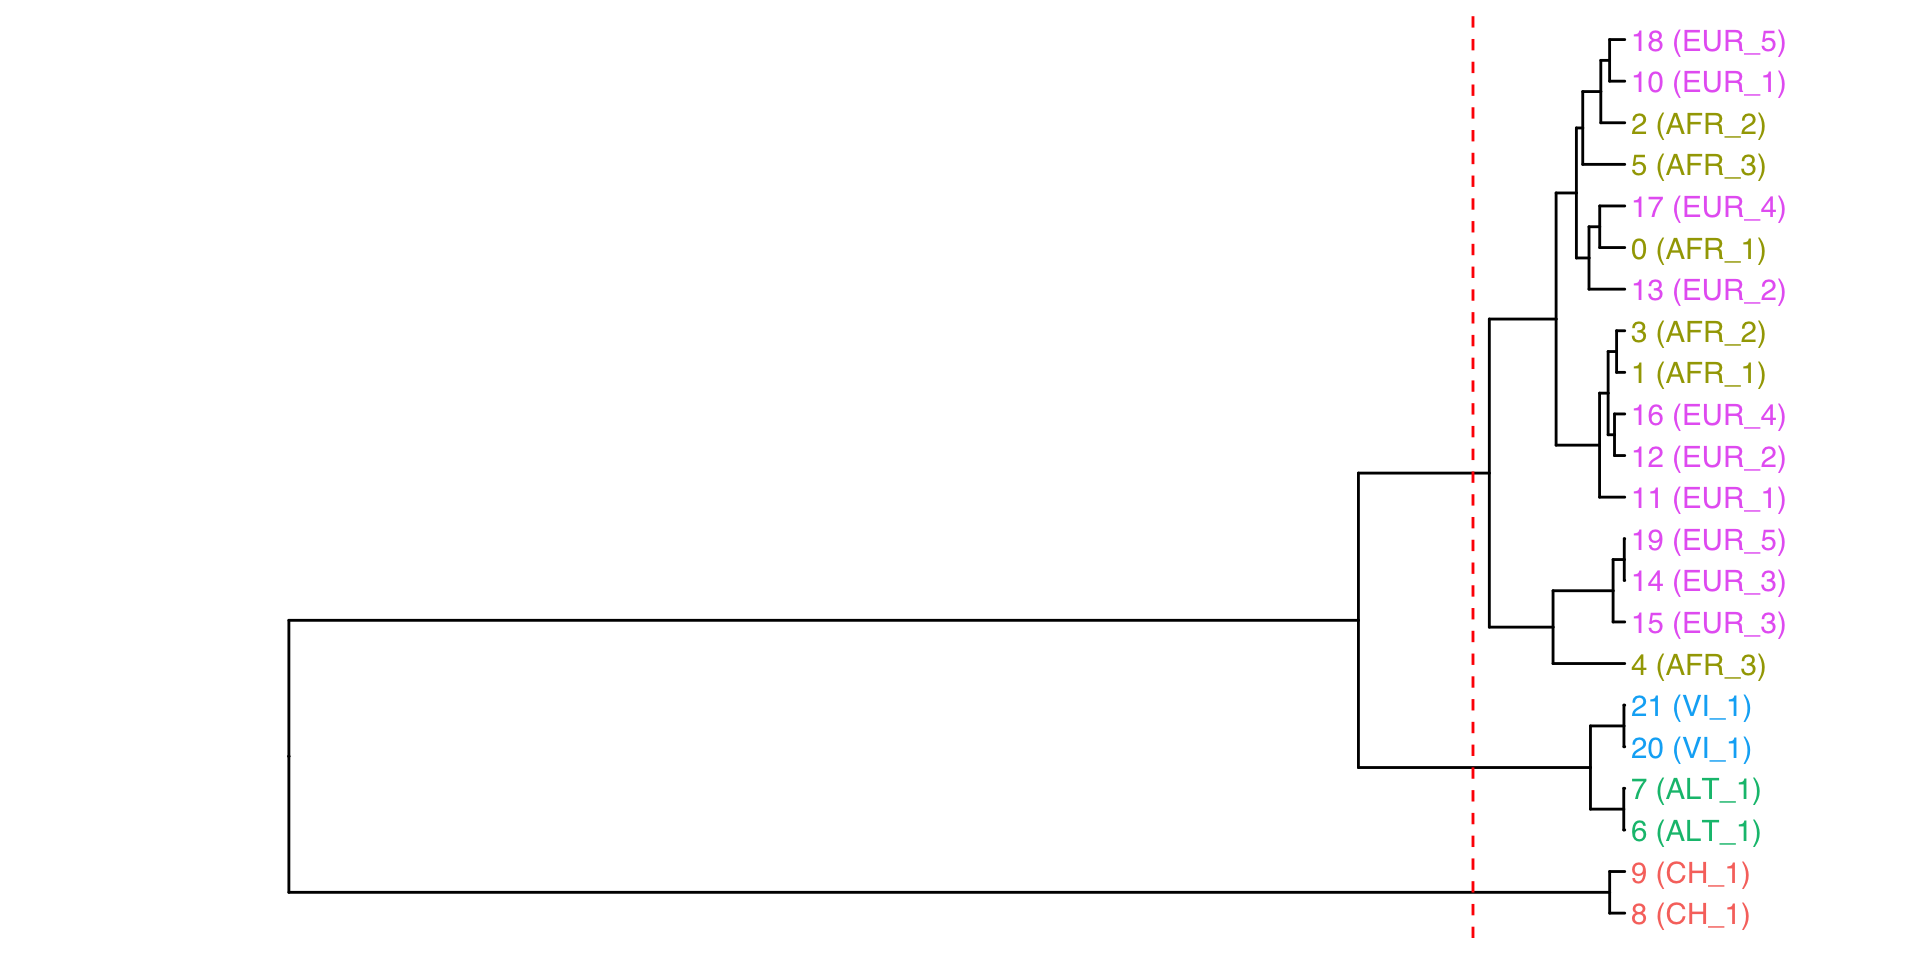 18 (EUR_5)
10 (EUR_1)
2 (AFR_2)
5 (AFR_3)
17 (EUR_4)
0 (AFR_1)
13 (EUR_2)
3 (AFR_2)
1 (AFR_1)
16 (EUR_4)
12 (EUR_2)
11 (EUR_1)
19 (EUR_5)
14 (EUR_3)
15 (EUR_3)
4 (AFR_3)
21 (VI_1)
20 (VI_1)
7 (ALT_1)
6 (ALT_1)
9 (CH_1)
8 (CH_1)